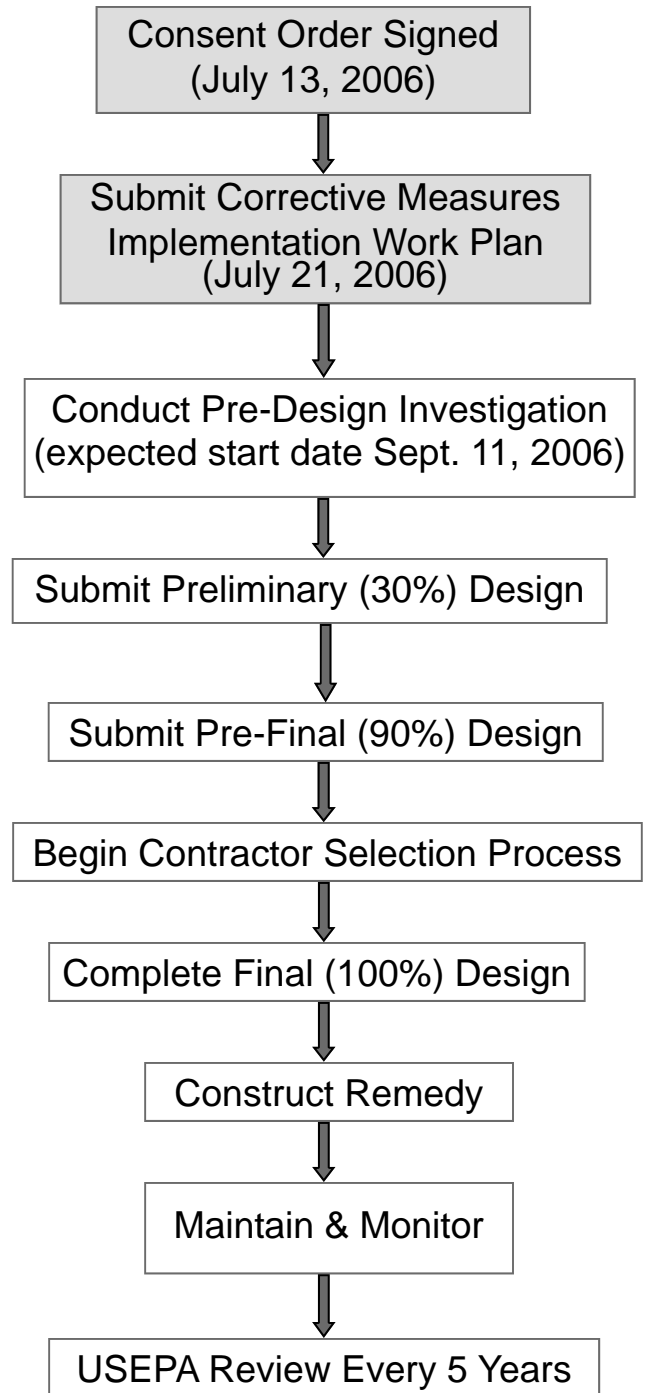 Consent Order Signed
(July 13, 2006)
Submit Corrective Measures
Implementation Work Plan
(July 21, 2006)
Conduct Pre-Design Investigation
(expected start date Sept. 11, 2006)
Submit Preliminary (30%) Design
Submit Pre-Final (90%) Design
Begin Contractor Selection Process
Complete Final (100%) Design
Construct Remedy
Maintain & Monitor
USEPA Review Every 5 Years